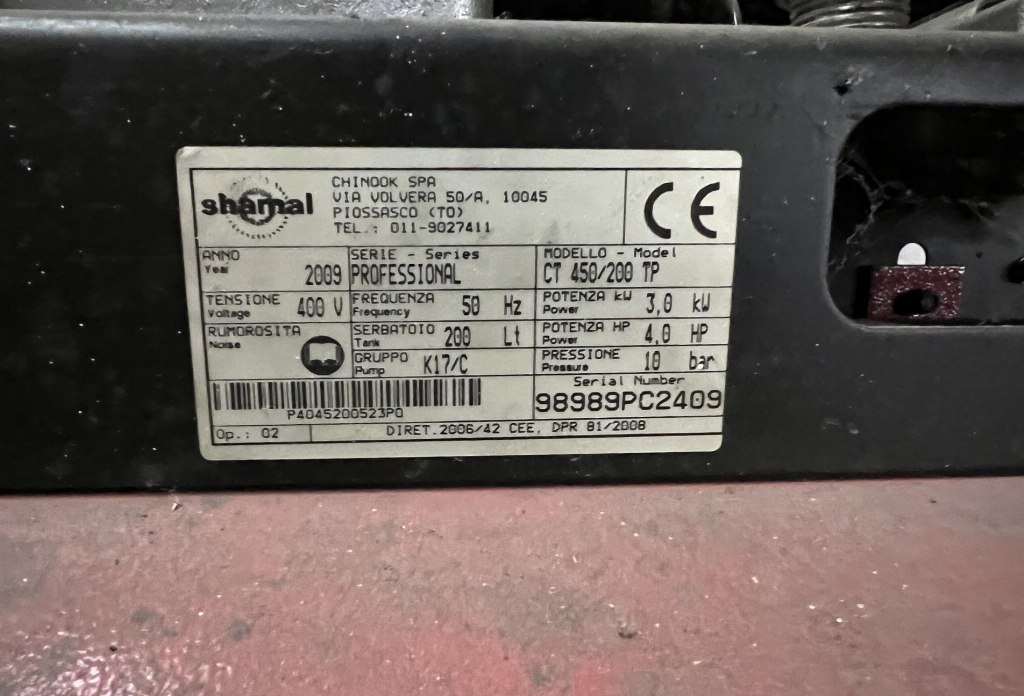 shamal
CHINOOK SPA
VIA VOLVERA 50/A, 10045
PIOSSASCO (TO)
TEL.: 011-9027411
CE
ANNO
Year
2009
SERIE - Series
PROFESSIONAL
MODELLO - Model
CT 450/200 TP
TENSIONE
Voltage
400 V
FREQUENZA
Frequency
50 Hz
POTENZA kW
Power
3,0 kW
RUMOROSITA
Noise
SERBATOIO
Tank
200 Lt
POTENZA HP
Power
4,0 HP
GRUPPO
Pump
K17/C
PRESSIONE
Pressure
10 bar
Serial Number
98989PC2409
P4045200523P0
Op.: 02
DIRET.2006/42 CEE, DPR 81/2008